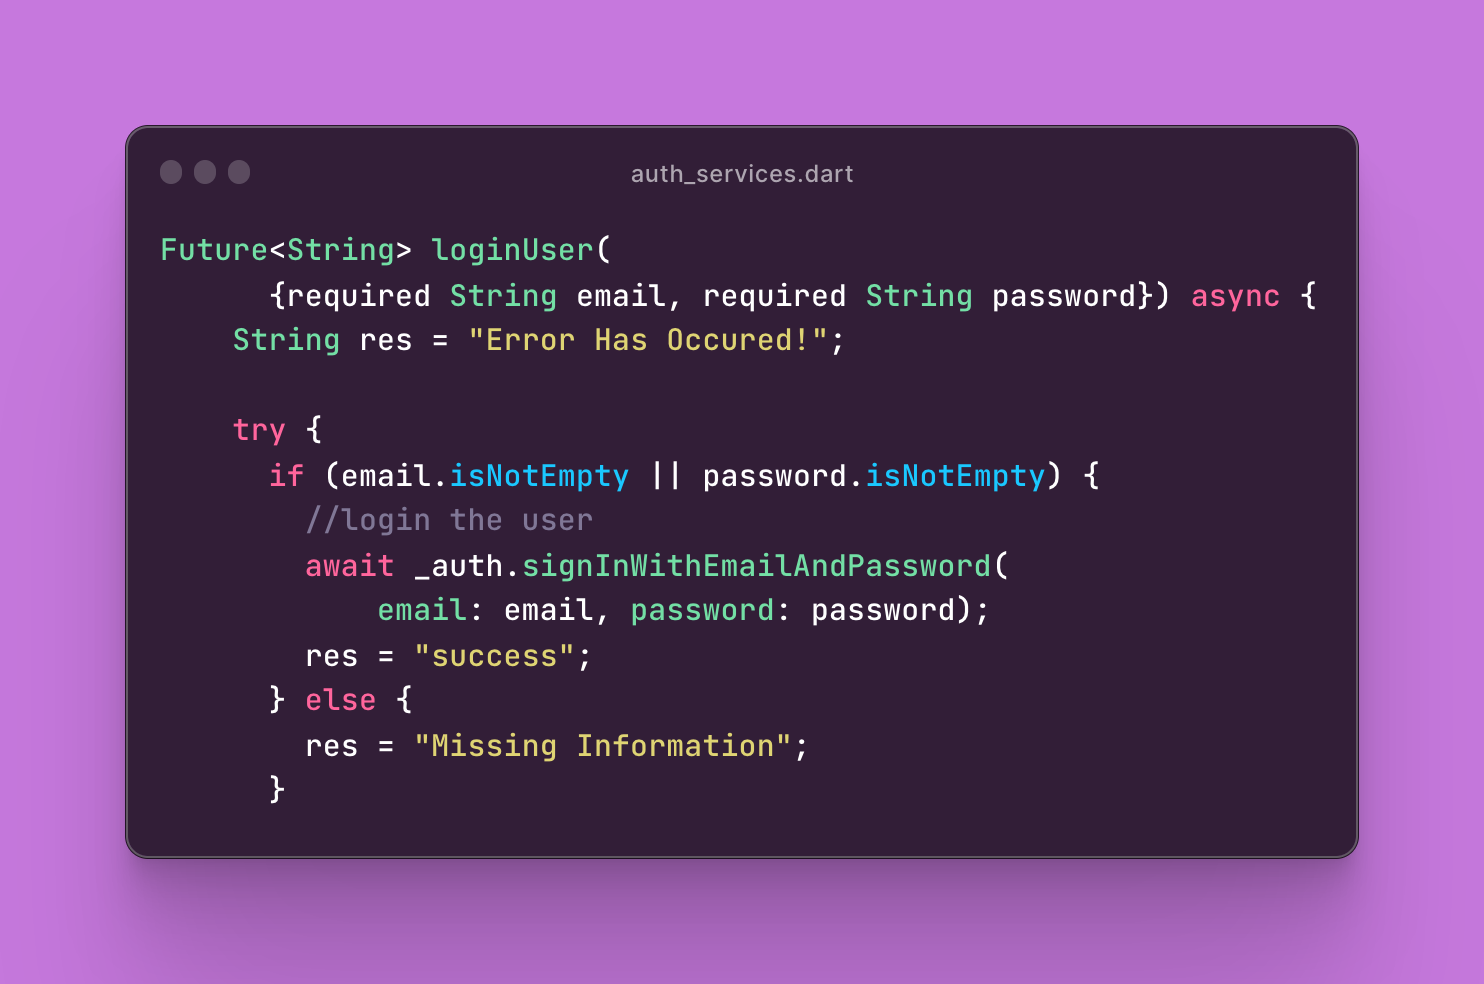 auth_services.dart
Future<String> loginUser(
{required String email, required String password}) async {
String res = "Error Has Occured!";
try {
if (email.isNotEmpty || password.isNotEmpty) {
//login the user
await _auth.signInWithEmailAndPassword(
email: email, password: password);
res = "success";
} else {
res = "Missing Information";
}